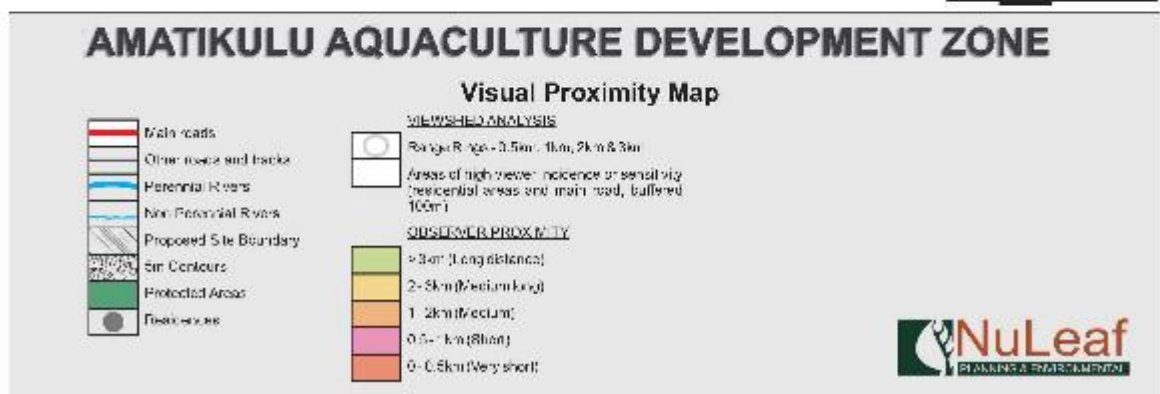 AMATIKULU AQUACULTURE DEVELOPMENT ZONE
Visual Proximity Map
Main roads
Other roads and tracks
Perennial Rivers
Non Perennial Rivers
Proposed Site Boundary
5m Contours
Protected Areas
Residences
VIEWSHED ANALYSIS
Range Rings - 0.5km, 1km, 2km & 3km
Areas of high viewer incidence or sensitivity
(residential areas and main road, buffered
100m)
OBSERVER PROXIMITY
> 3km (Long distance)
2 - 3km (Medium long)
1 - 2km (Medium)
0.5 - 1km (Short)
0 - 0.5km (Very short)
NuLeaf
PLANNING & ENVIRONMENTAL